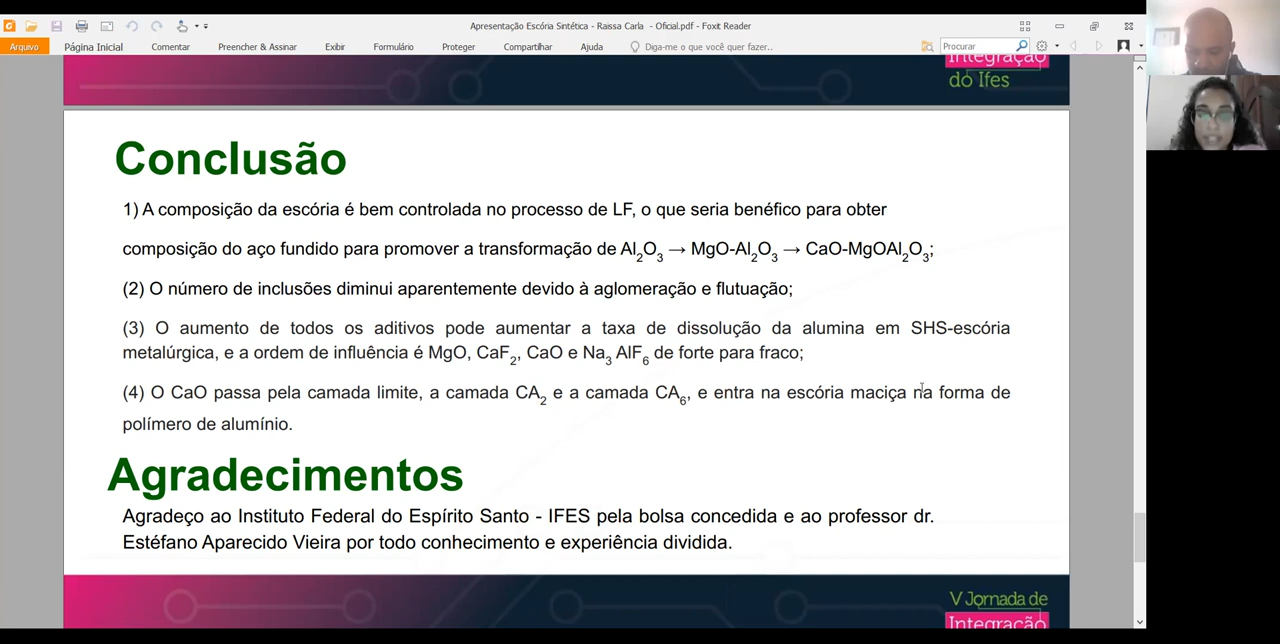 Apresentação Escória Sintética - Raissa Carla - Oficial.pdf - Foxit Reader
Arquivo Página Inicial Comentar Preencher & Assinar Exibir Formulário Proteger Compartilhar Ajuda Diga-me o que você quer fazer.. Procurar
Integração
do Ifes
Conclusão
1) A composição da escória é bem controlada no processo de LF, o que seria benéfico para obter
composição do aço fundido para promover a transformação de Al₂O₃ → MgO-Al₂O₃ → CaO-MgOAl₂O₃;
(2) O número de inclusões diminui aparentemente devido à aglomeração e flutuação;
(3) O aumento de todos os aditivos pode aumentar a taxa de dissolução da alumina em SHS-escória
metalúrgica, e a ordem de influência é MgO, CaF₂, CaO e Na₃ AlF₆ de forte para fraco;
(4) O CaO passa pela camada limite, a camada CA₂ e a camada CA₆, e entra na escória maciça na forma de
polímero de alumínio.
Agradecimentos
Agradeço ao Instituto Federal do Espírito Santo - IFES pela bolsa concedida e ao professor dr.
Estéfano Aparecido Vieira por todo conhecimento e experiência dividida.
V Jornada de
Integração